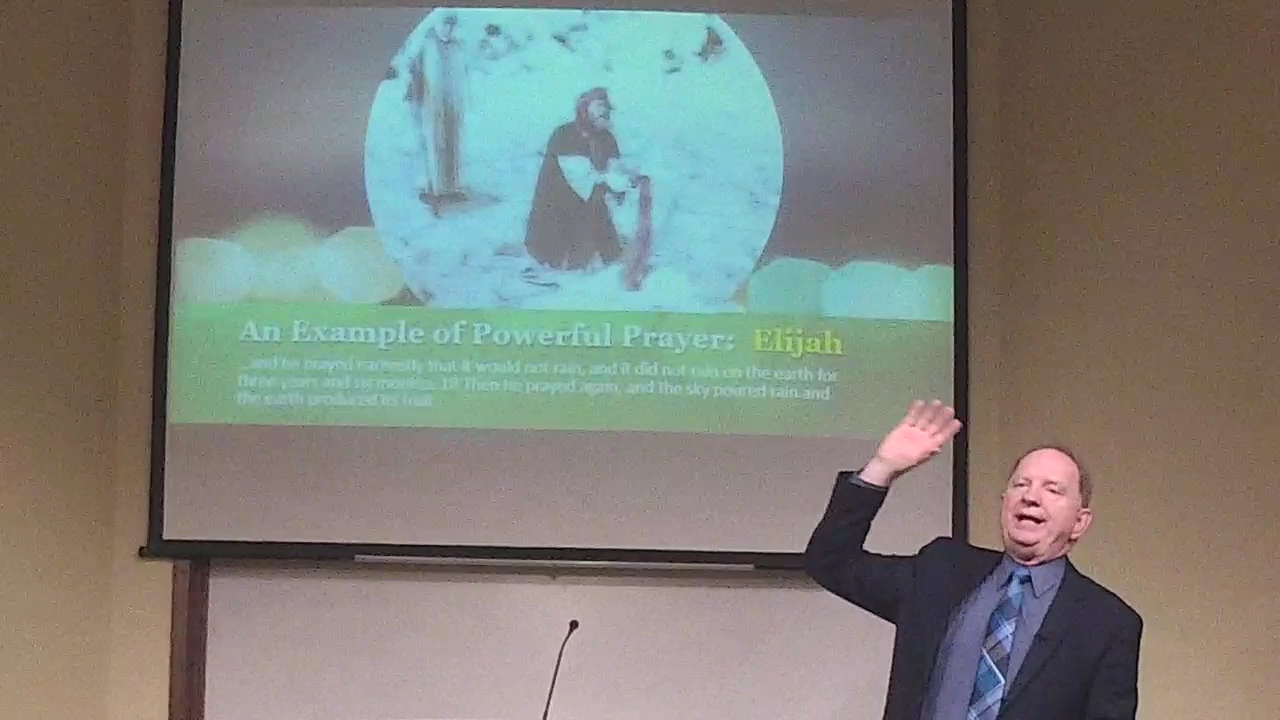 An Example of Powerful Prayer: Elijah
...and he prayed earnestly that it would not rain, and it did not rain on the earth for
three years and six months. 18 Then he prayed again, and the sky poured rain and
the earth produced its fruit.